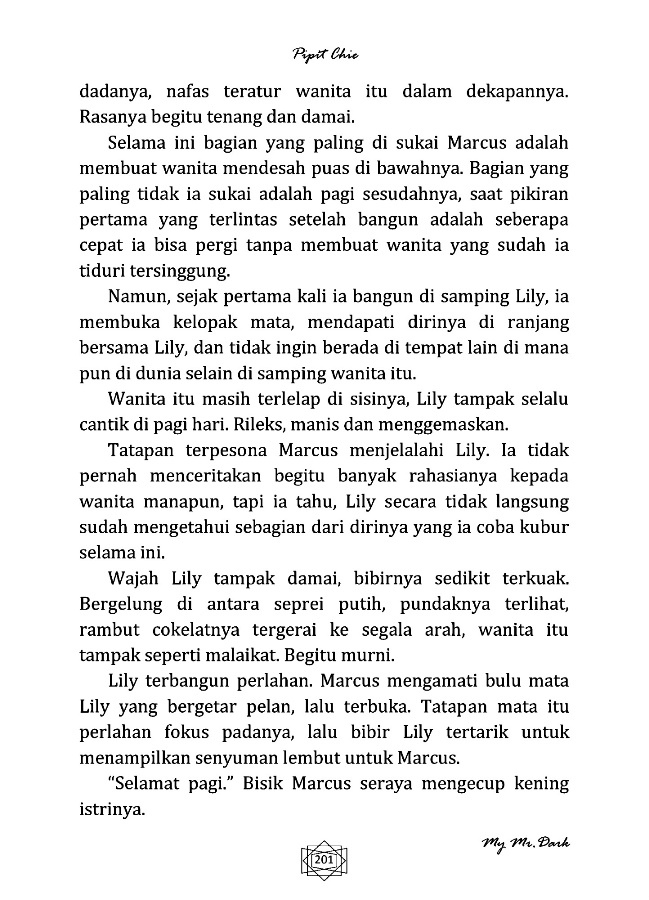 Pipit Chie
dadanya, nafas teratur wanita itu dalam dekapannya.
Rasanya begitu tenang dan damai.
Selama ini bagian yang paling di sukai Marcus adalah
membuat wanita mendesah puas di bawahnya. Bagian yang
paling tidak ia sukai adalah pagi sesudahnya, saat pikiran
pertama yang terlintas setelah bangun adalah seberapa
cepat ia bisa pergi tanpa membuat wanita yang sudah ia
tiduri tersinggung.
Namun, sejak pertama kali ia bangun di samping Lily, ia
membuka kelopak mata, mendapati dirinya di ranjang
bersama Lily, dan tidak ingin berada di tempat lain di mana
pun di dunia selain di samping wanita itu.
Wanita itu masih terlelap di sisinya, Lily tampak selalu
cantik di pagi hari. Rileks, manis dan menggemaskan.
Tatapan terpesona Marcus menjelalahi Lily. Ia tidak
pernah menceritakan begitu banyak rahasianya kepada
wanita manapun, tapi ia tahu, Lily secara tidak langsung
sudah mengetahui sebagian dari dirinya yang ia coba kubur
selama ini.
Wajah Lily tampak damai, bibirnya sedikit terkuak.
Bergelung di antara seprei putih, pundaknya terlihat,
rambut cokelatnya tergerai ke segala arah, wanita itu
tampak seperti malaikat. Begitu murni.
Lily terbangun perlahan. Marcus mengamati bulu mata
Lily yang bergetar pelan, lalu terbuka. Tatapan mata itu
perlahan fokus padanya, lalu bibir Lily tertarik untuk
menampilkan senyuman lembut untuk Marcus.
“Selamat pagi.” Bisik Marcus seraya mengecup kening
istrinya.
My Mr. Dark
201